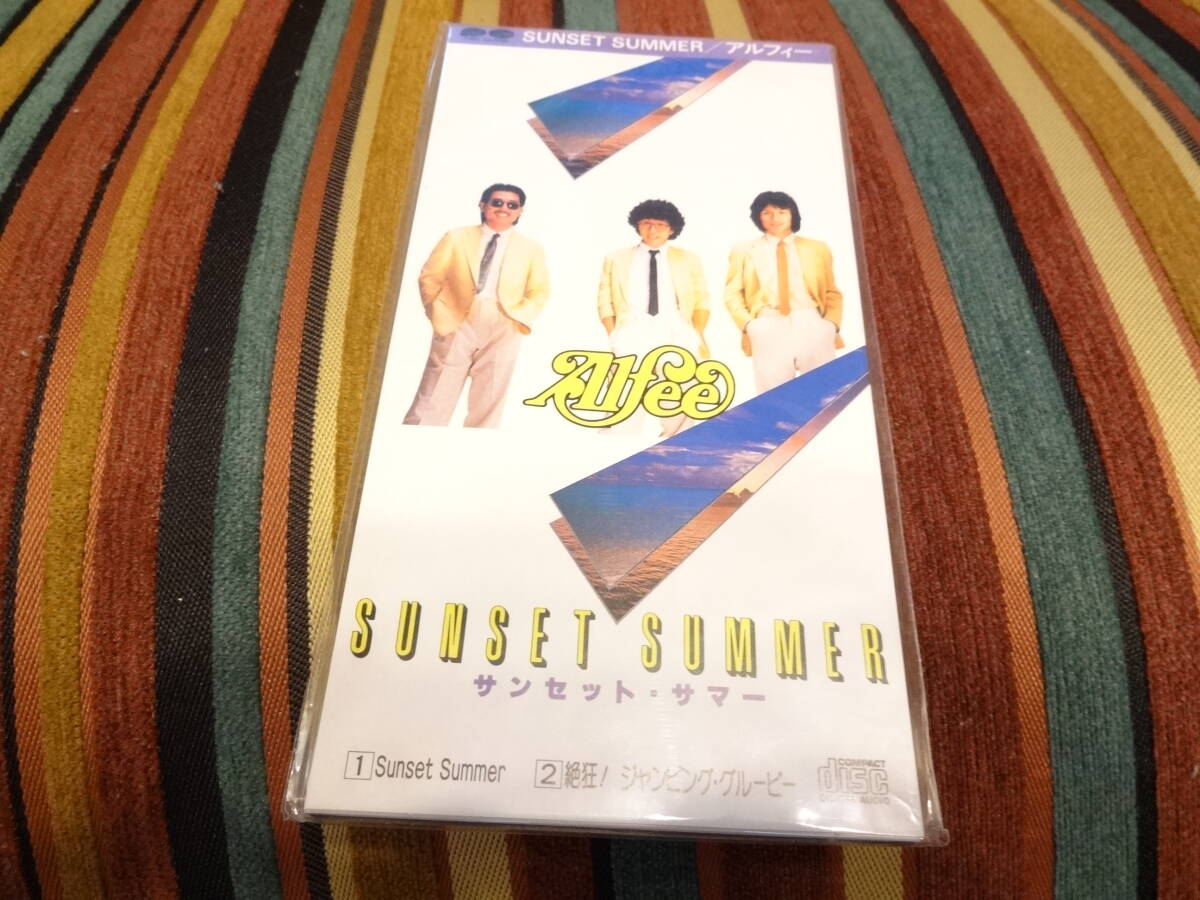 SUNSET SUMMER／アルフィー
Alfee
SUNSET SUMMER
サンセット・サマー
1 Sunset Summer 2 絶狂！ ジャンピング・グルーピー
COMPACT
disc
DIGITAL AUDIO